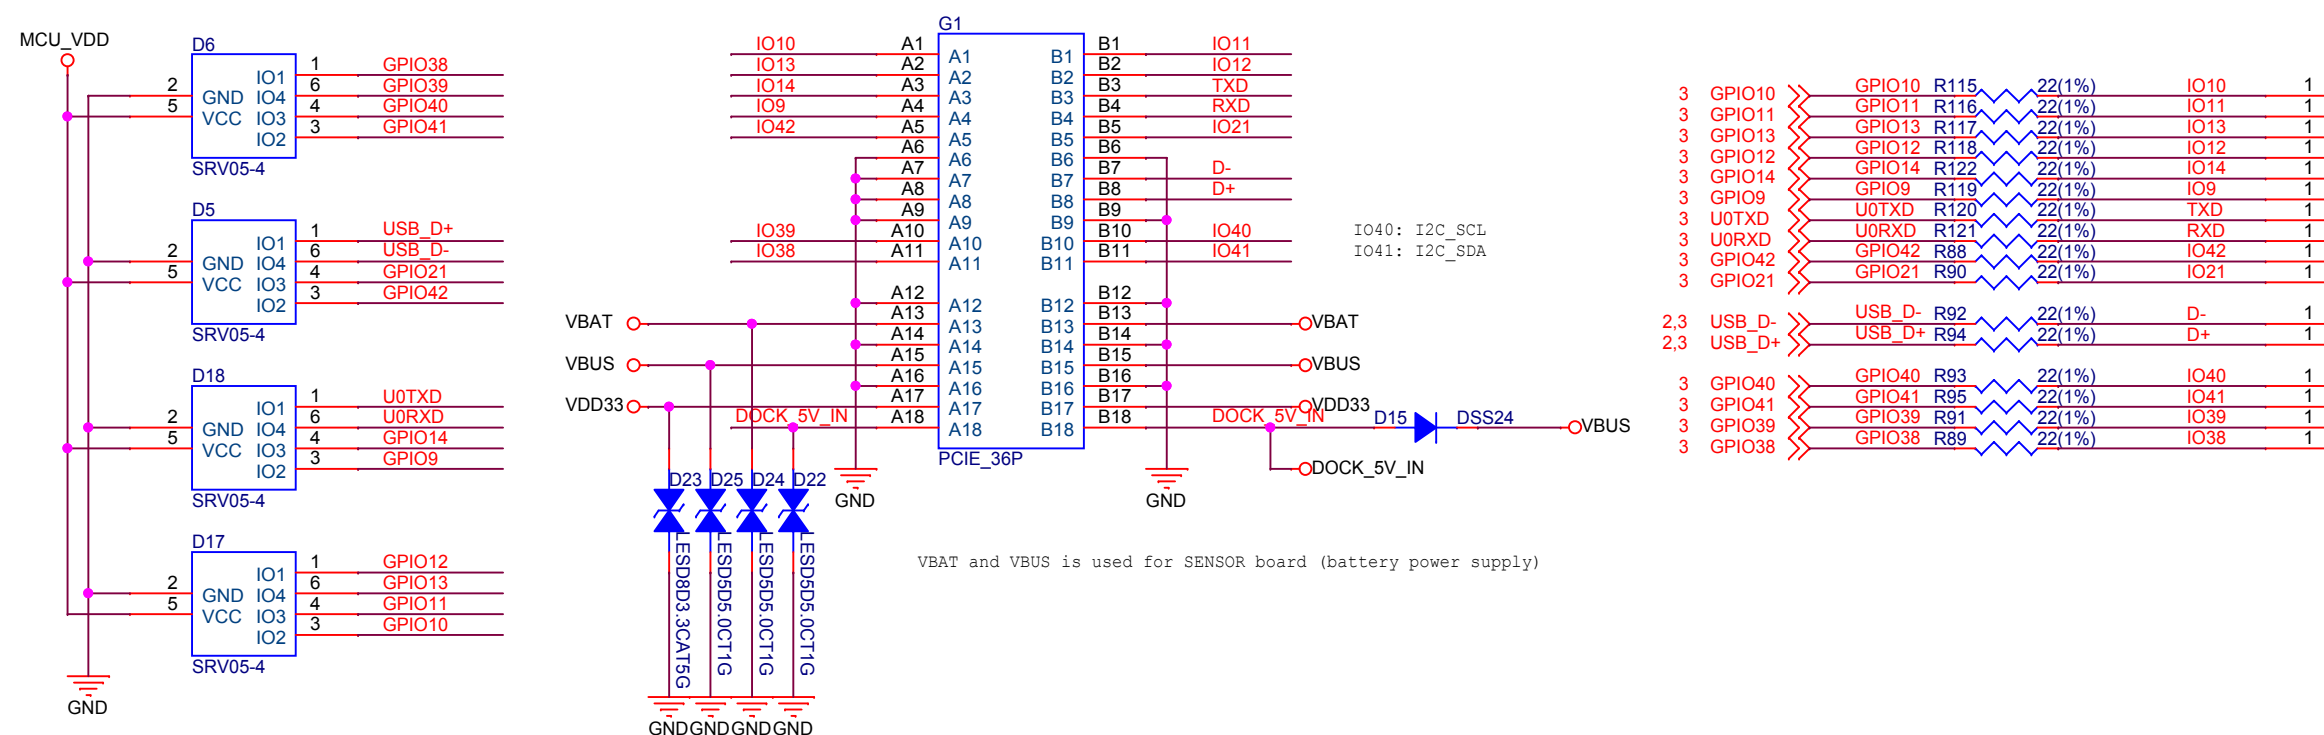 MCU_VDD
D6
2 GND IO1 1 GPIO38
5 VCC IO4 6 GPIO39
IO3 4 GPIO40
IO2 3 GPIO41
SRV05-4
D5
2 GND IO1 1 USB_D+
5 VCC IO4 6 USB_D-
IO3 4 GPIO21
IO2 3 GPIO42
SRV05-4
D18
2 GND IO1 1 U0TXD
5 VCC IO4 6 U0RXD
IO3 4 GPIO14
IO2 3 GPIO9
SRV05-4
D17
2 GND IO1 1 GPIO12
5 VCC IO4 6 GPIO13
IO3 4 GPIO11
IO2 3 GPIO10
SRV05-4
GND
G1
IO10 A1 A1 B1 B1 IO11
IO13 A2 A2 B2 B2 IO12
IO14 A3 A3 B3 B3 TXD
IO9 A4 A4 B4 B4 RXD
IO42 A5 A5 B5 B5 IO21
A6 A6 B6 B6
A7 A7 B7 B7 D-
A8 A8 B8 B8 D+
A9 A9 B9 B9
IO39 A10 A10 B10 B10 IO40
IO38 A11 A11 B11 B11 IO41
A12 A12 B12 B12
VBAT A13 A13 B13 B13 VBAT
A14 A14 B14 B14
VBUS A15 A15 B15 B15 VBUS
A16 A16 B16 B16
VDD33 A17 A17 B17 B17 VDD33
DOCK_5V_IN A18 A18 B18 B18 DOCK_5V_IN D15 DSS24 VBUS
PCIE_36P
DOCK_5V_IN
GND
GND
IO40: I2C_SCL
IO41: I2C_SDA
D23 D25 D24 D22
LESD8D3.3CAT5G
LESD5D5.0CT1G
LESD5D5.0CT1G
LESD5D5.0CT1G
GND GND GND GND
VBAT and VBUS is used for SENSOR board (battery power supply)
3 GPIO10 GPIO10 R115 22(1%) IO10 1
3 GPIO11 GPIO11 R116 22(1%) IO11 1
3 GPIO13 GPIO13 R117 22(1%) IO13 1
3 GPIO12 GPIO12 R118 22(1%) IO12 1
3 GPIO14 GPIO14 R122 22(1%) IO14 1
3 GPIO9 GPIO9 R119 22(1%) IO9 1
3 U0TXD U0TXD R120 22(1%) TXD 1
3 U0RXD U0RXD R121 22(1%) RXD 1
3 GPIO42 GPIO42 R88 22(1%) IO42 1
3 GPIO21 GPIO21 R90 22(1%) IO21 1
2,3 USB_D- USB_D- R92 22(1%) D- 1
2,3 USB_D+ USB_D+ R94 22(1%) D+ 1
3 GPIO40 GPIO40 R93 22(1%) IO40 1
3 GPIO41 GPIO41 R95 22(1%) IO41 1
3 GPIO39 GPIO39 R91 22(1%) IO39 1
3 GPIO38 GPIO38 R89 22(1%) IO38 1